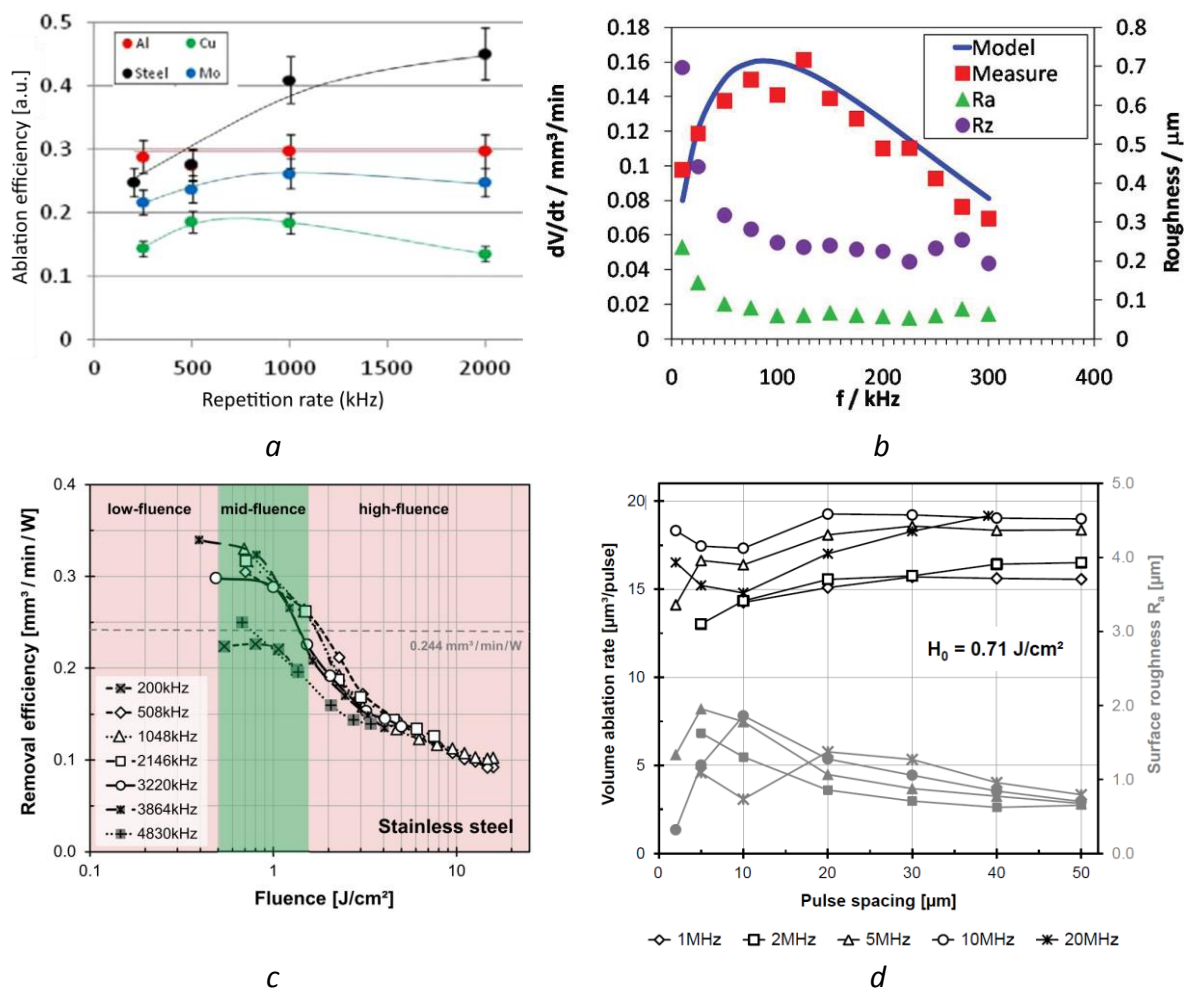 0.5
0.4
0.3
0.2
0.1
0
Ablation efficiency [a.u.]
Al
Cu
Steel
Mo
0 500 1000 1500 2000
Repetition rate (kHz)
a
0.18
0.16
0.14
0.12
0.1
0.08
0.06
0.04
0.02
0
dV/dt / mm³/min
Model
Measure
Ra
Rz
0.8
0.7
0.6
0.5
0.4
0.3
0.2
0.1
0
Roughness / µm
0 100 200 300 400
f / kHz
b
0.4
0.3
0.2
0.1
0.0
Removal efficiency [mm³/min/W]
low-fluence mid-fluence high-fluence
0.244 mm³/min/W
200kHz
508kHz
1048kHz
2146kHz
3220kHz
3864kHz
4830kHz
Stainless steel
0.1 1 10
Fluence [J/cm²]
c
20
15
10
5
0
Volume ablation rate [µm³/pulse]
H₀ = 0.71 J/cm²
5.0
4.0
3.0
2.0
1.0
0.0
Surface roughness Rₐ [µm]
0 10 20 30 40 50
Pulse spacing [µm]
1MHz 2MHz 5MHz 10MHz 20MHz
d